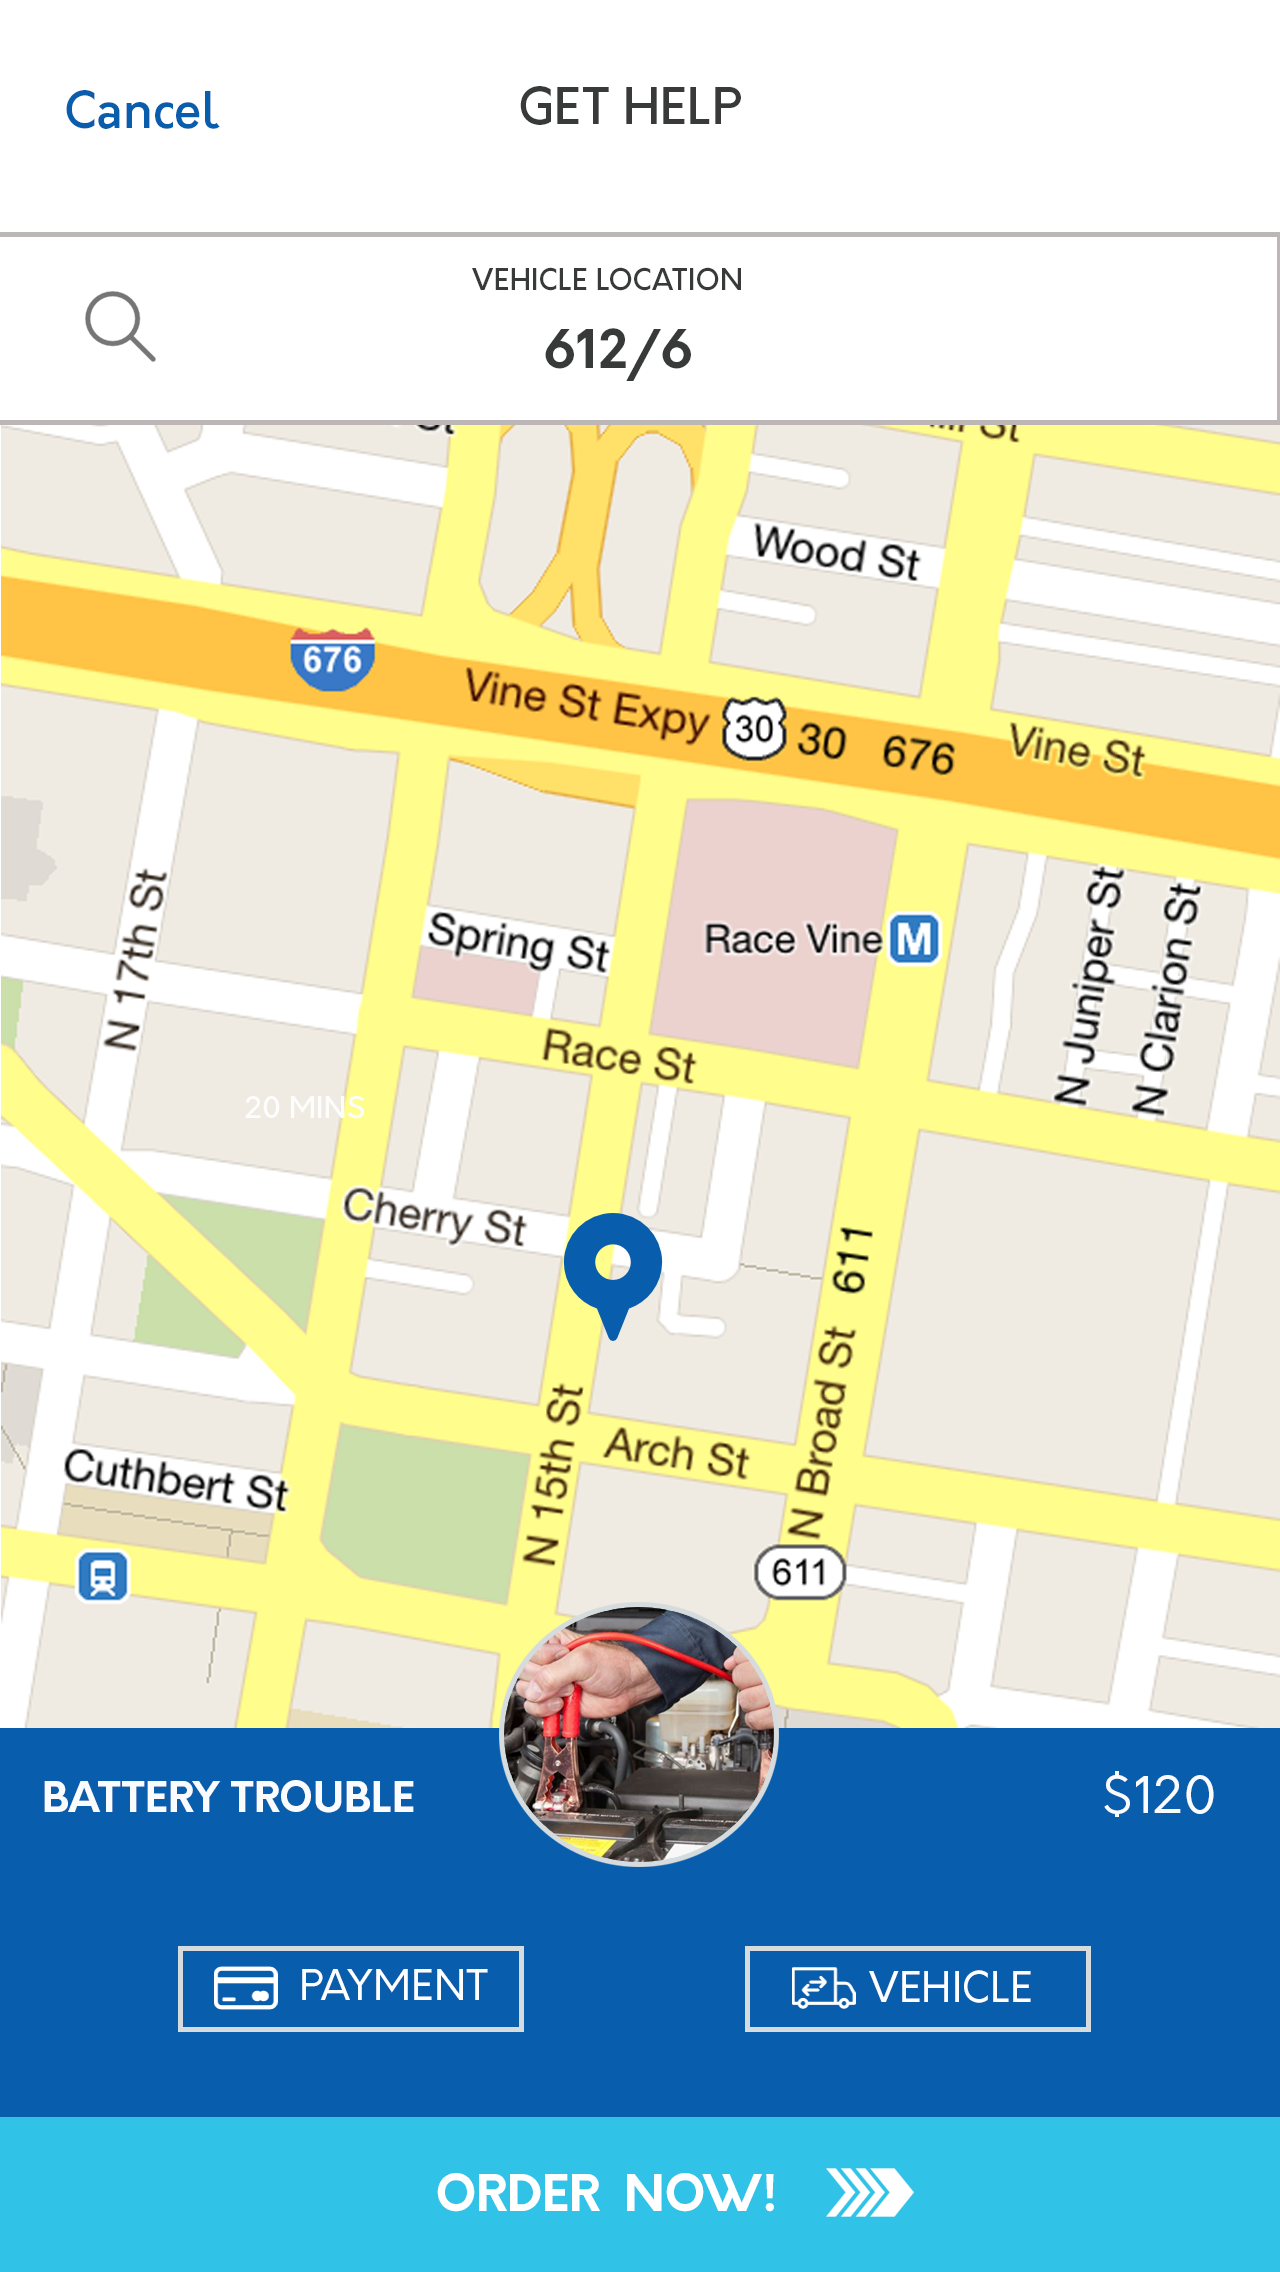 Cancel
GET HELP
VEHICLE LOCATION
612/6
St
St
Wood St
676
Vine St Expy
30
30
676
Vine St
N 17th St
Spring St
Race Vine
M
N Juniper St
N Clarion St
Race St
20 MINS
Cherry St
611
N Broad St
N 15th St
Arch St
Cuthbert St
611
BATTERY TROUBLE
$120
PAYMENT
VEHICLE
ORDER NOW!